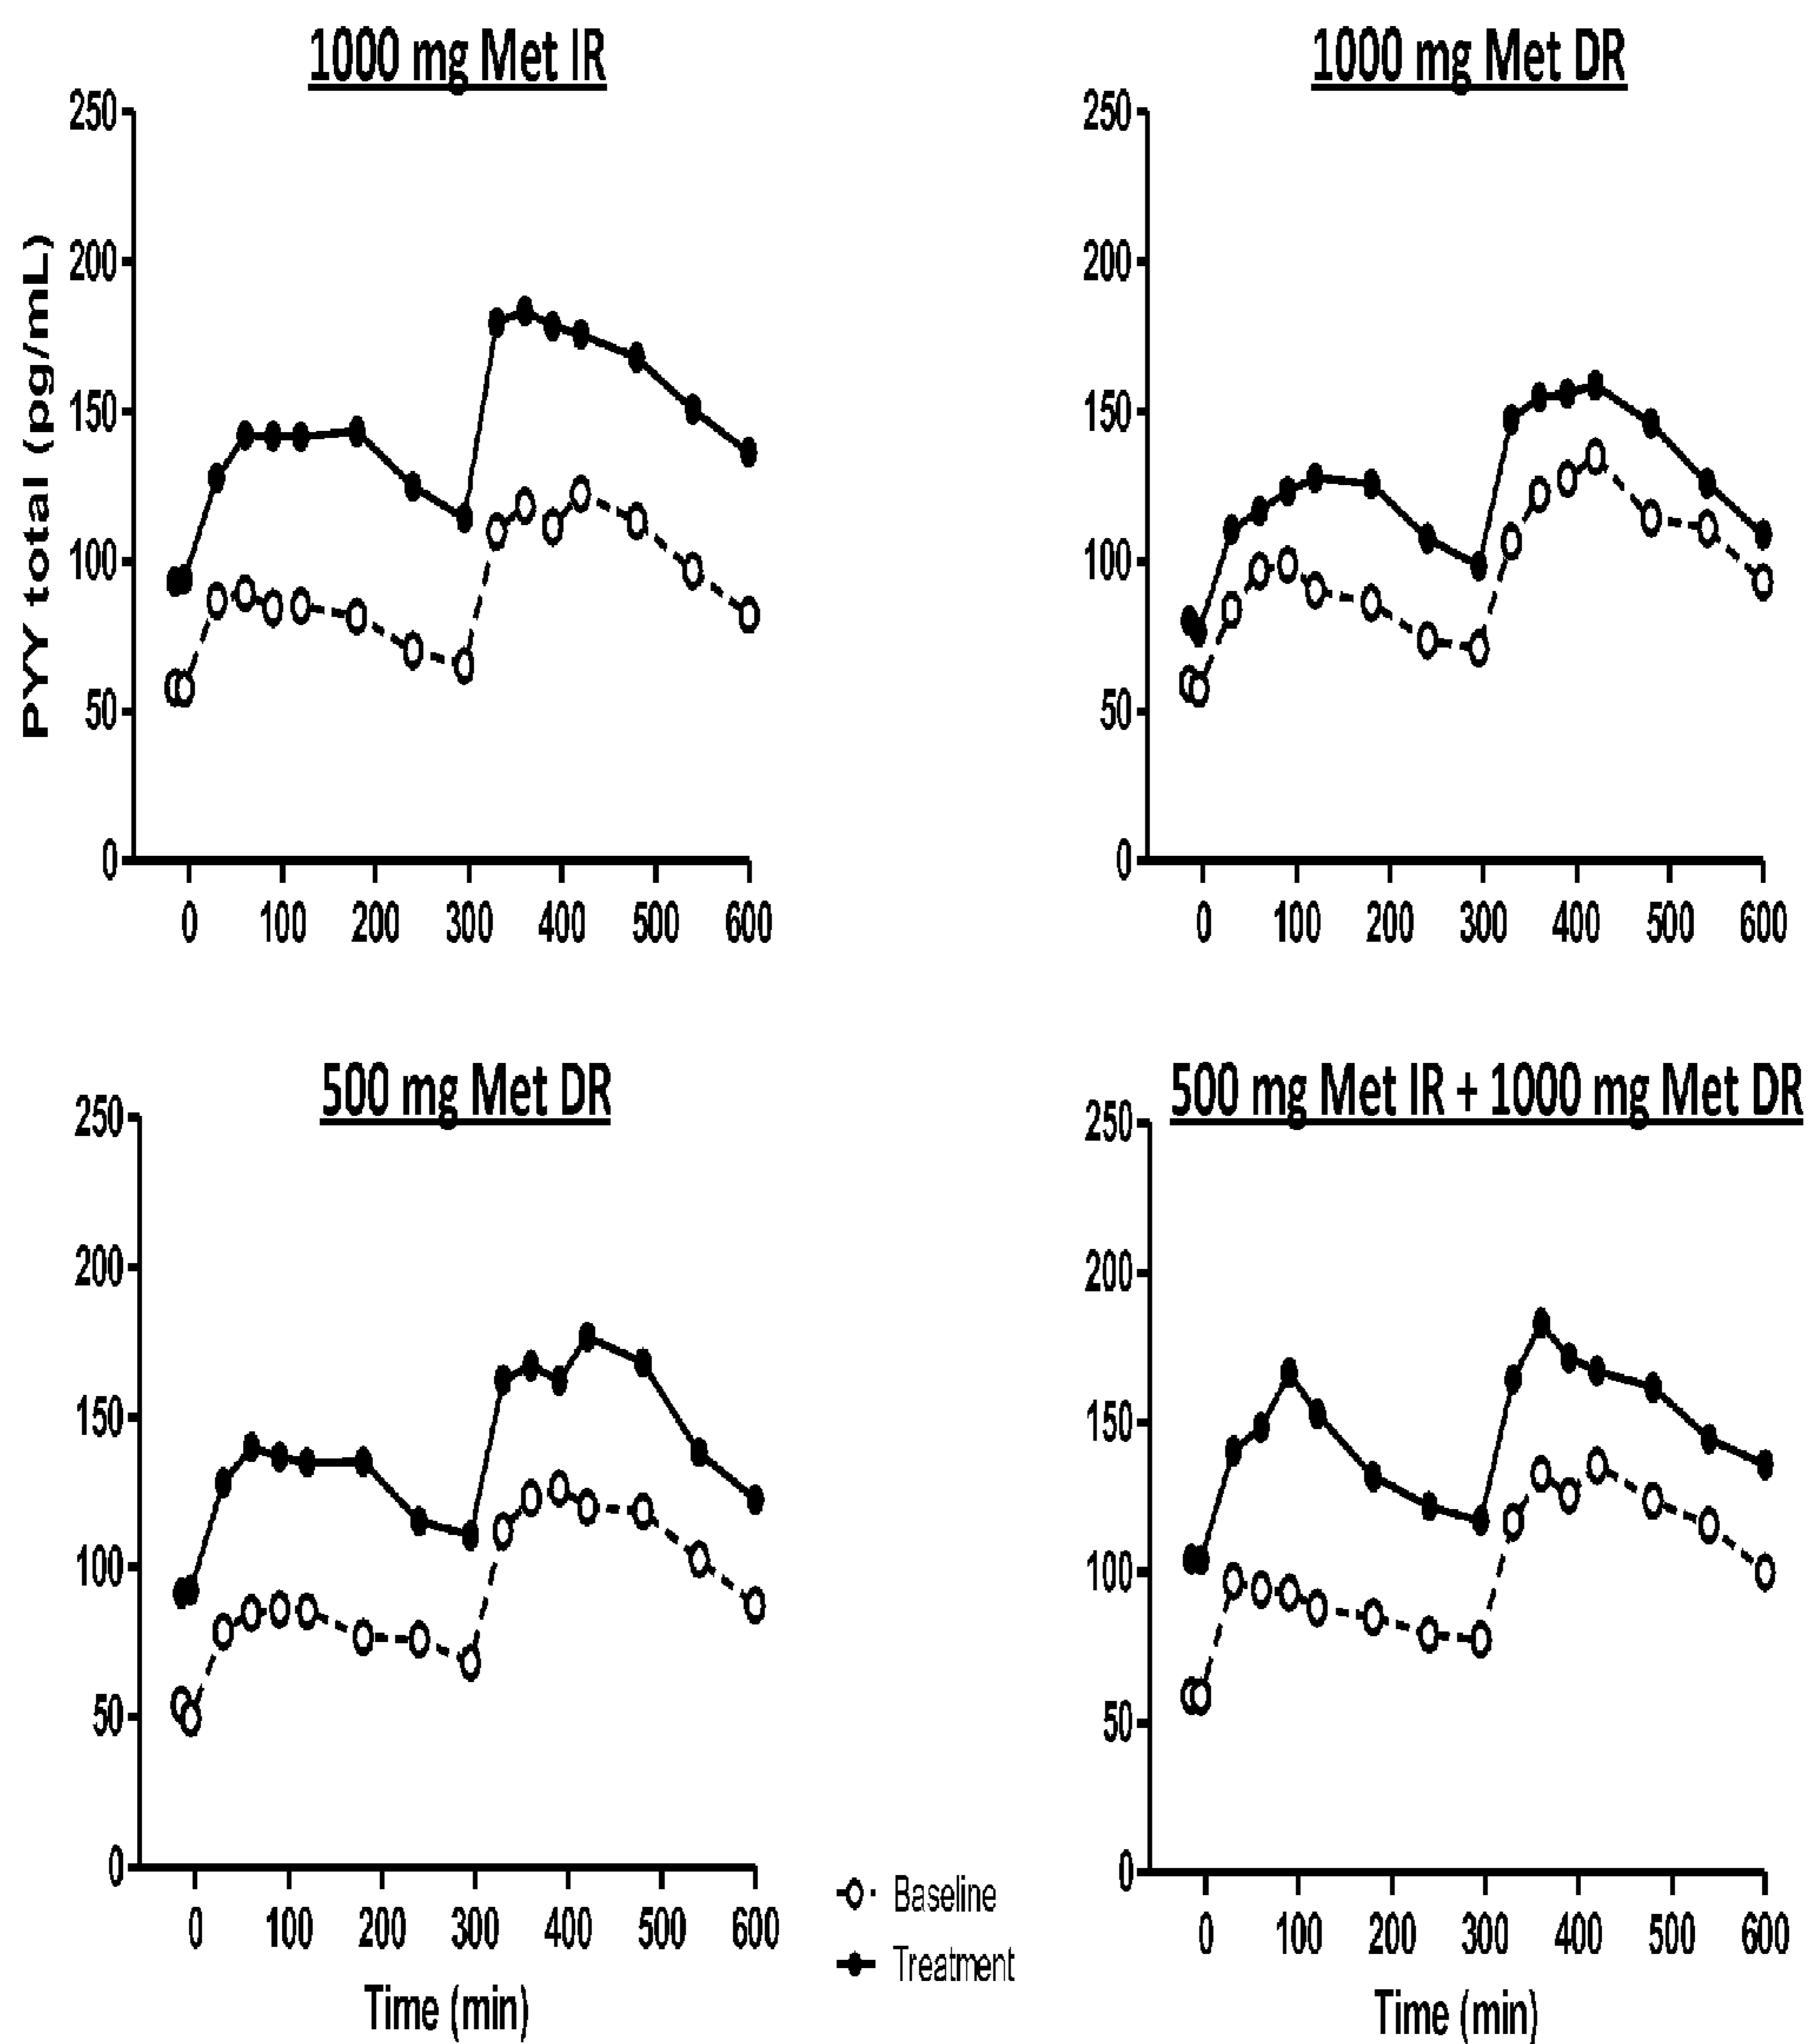 1000 mg Met IR
1000 mg Met DR
PYY total (pg/mL)
250
200
150
100
50
0
0 100 200 300 400 500 600
250
200
150
100
50
0
0 100 200 300 400 500 600
500 mg Met DR
500 mg Met IR + 1000 mg Met DR
250
200
150
100
50
0
0 100 200 300 400 500 600
Time (min)
Baseline
Treatment
250
200
150
100
50
0
0 100 200 300 400 500 600
Time (min)